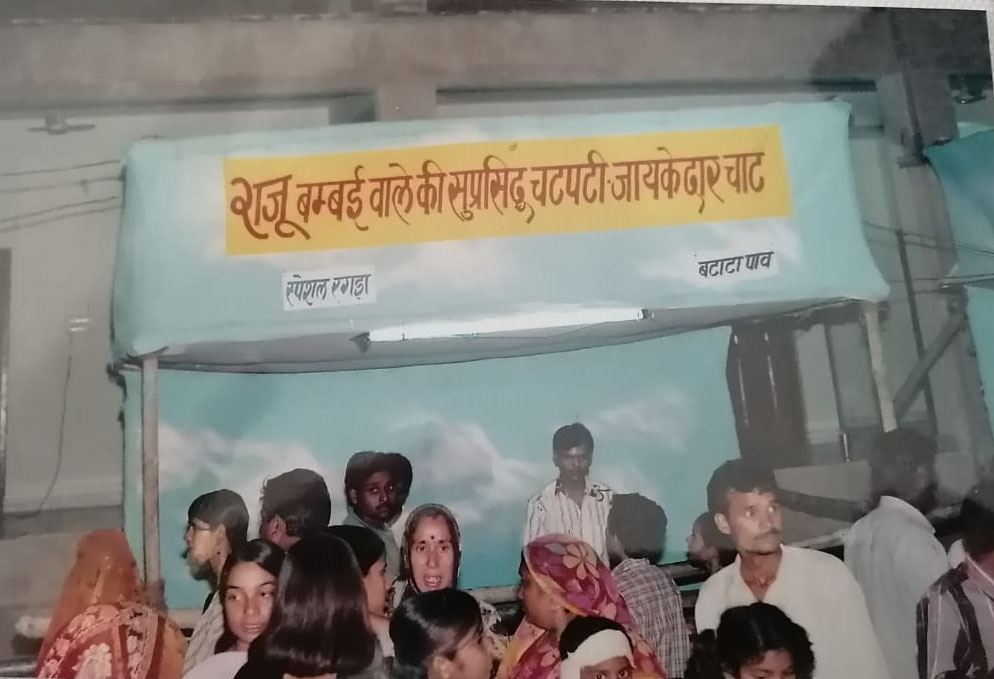 राजू बम्बई वाले की सुप्रसिद्ध चटपटी-जायकेदार चाट
स्पेशल रगड़ा
बटाटा पाव